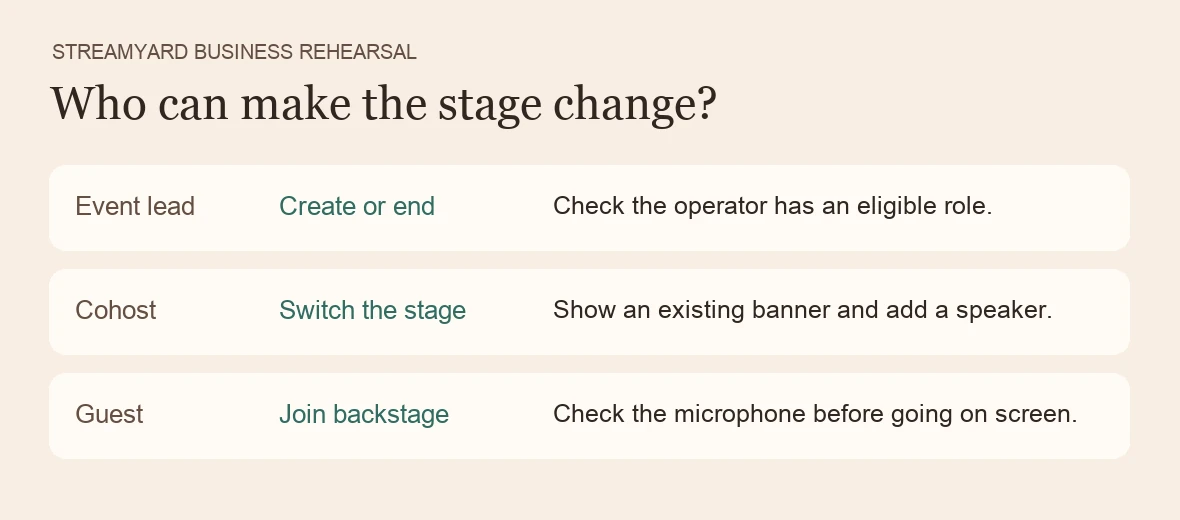 STREAMYARD BUSINESS REHEARSAL
Who can make the stage change?
Event lead Create or end Check the operator has an eligible role.
Cohost Switch the stage Show an existing banner and add a speaker.
Guest Join backstage Check the microphone before going on screen.